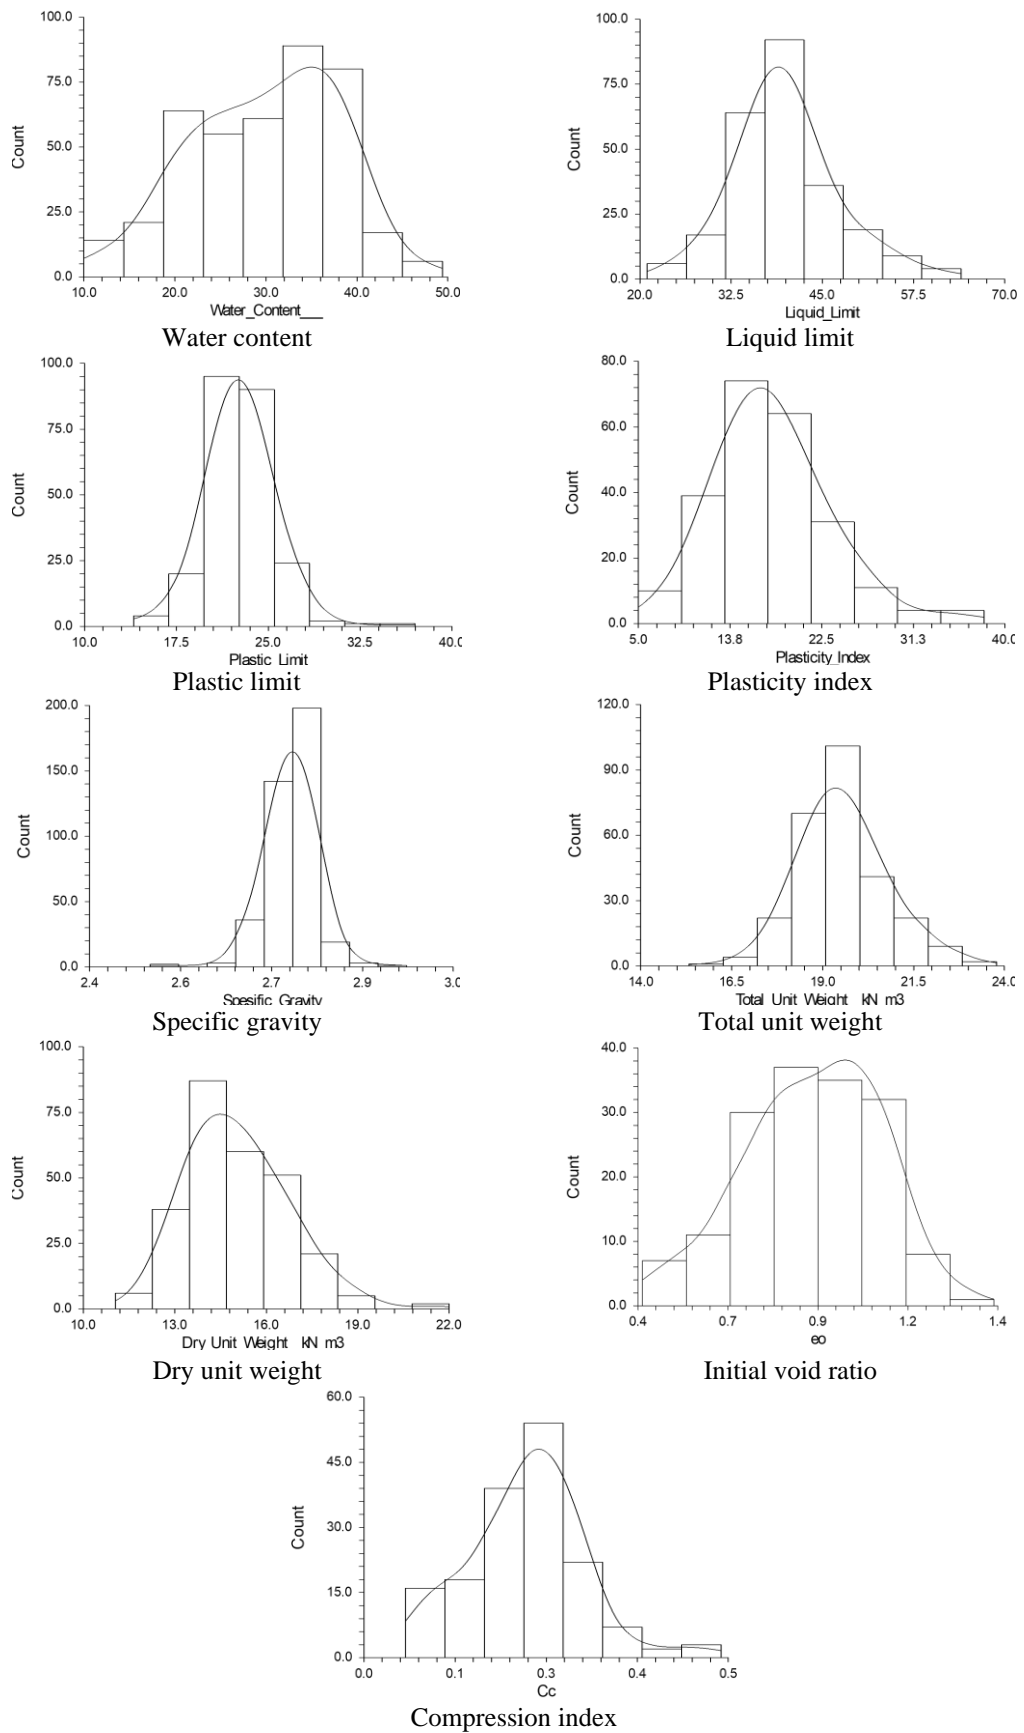 100.0
75.0
50.0
25.0
0.0
Count
10.0 20.0 30.0 40.0 50.0
Water_Content___
Water content
100.0
75.0
50.0
25.0
0.0
Count
20.0 32.5 45.0 57.5 70.0
Liquid_Limit
Liquid limit
100.0
75.0
50.0
25.0
0.0
Count
10.0 17.5 25.0 32.5 40.0
Plastic_Limit
Plastic limit
80.0
60.0
40.0
20.0
0.0
Count
5.0 13.8 22.5 31.3 40.0
Plasticity_Index
Plasticity index
200.0
150.0
100.0
50.0
0.0
Count
2.4 2.6 2.7 2.9 3.0
Spesific_Gravity
Specific gravity
120.0
90.0
60.0
30.0
0.0
Count
14.0 16.5 19.0 21.5 24.0
Total_Unit_Weight__kN_m3
Total unit weight
100.0
75.0
50.0
25.0
0.0
Count
10.0 13.0 16.0 19.0 22.0
Dry_Unit_Weight__kN_m3
Dry unit weight
40.0
30.0
20.0
10.0
0.0
Count
0.4 0.7 0.9 1.2 1.4
eo
Initial void ratio
60.0
45.0
30.0
15.0
0.0
Count
0.0 0.1 0.3 0.4 0.5
Cc
Compression index